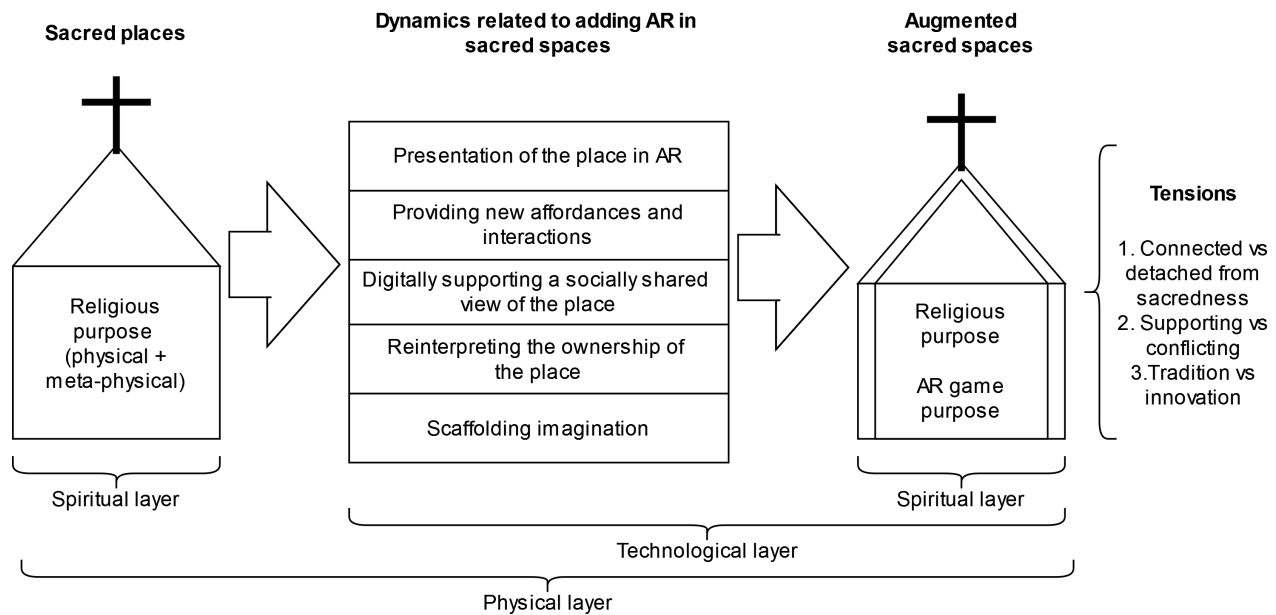 Sacred places
Dynamics related to adding AR in
sacred spaces
Augmented
sacred spaces
Religious
purpose
(physical +
meta-physical)
Presentation of the place in AR
Providing new affordances and
interactions
Digitally supporting a socially shared
view of the place
Reinterpreting the ownership of
the place
Scaffolding imagination
Religious
purpose
AR game
purpose
Tensions
1. Connected vs
detached from
sacredness
2. Supporting vs
conflicting
3.Tradition vs
innovation
Spiritual layer
Spiritual layer
Technological layer
Physical layer